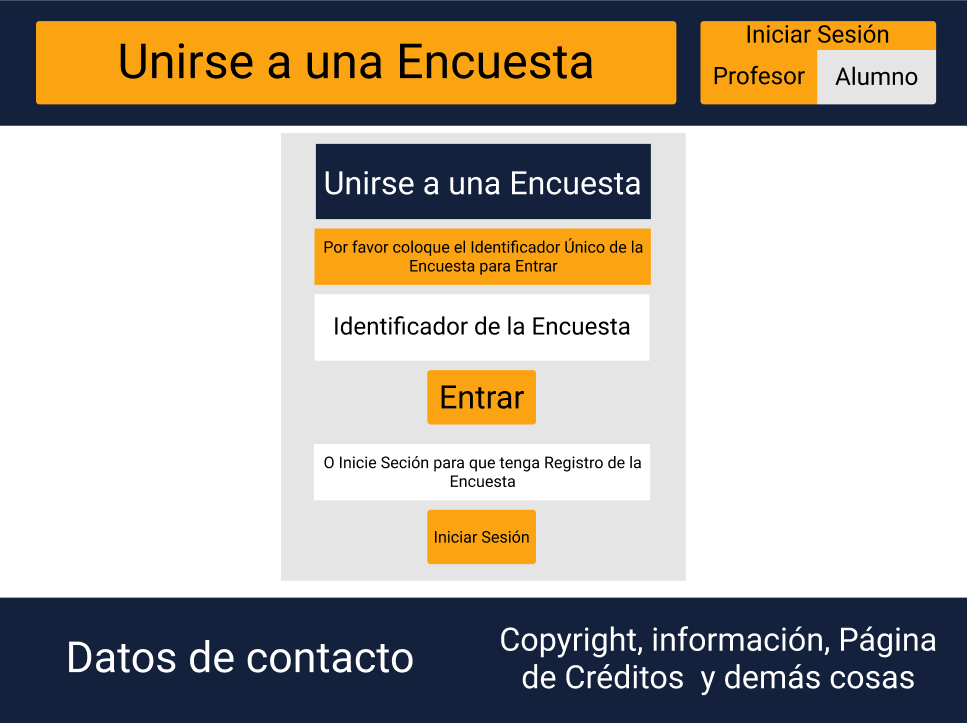 Unirse a una Encuesta
Iniciar Sesión
Profesor
Alumno
Unirse a una Encuesta
Por favor coloque el Identificador Único de la
Encuesta para Entrar
Identificador de la Encuesta
Entrar
O Inicie Seción para que tenga Registro de la
Encuesta
Iniciar Sesión
Datos de contacto
Copyright, información, Página
de Créditos  y demás cosas